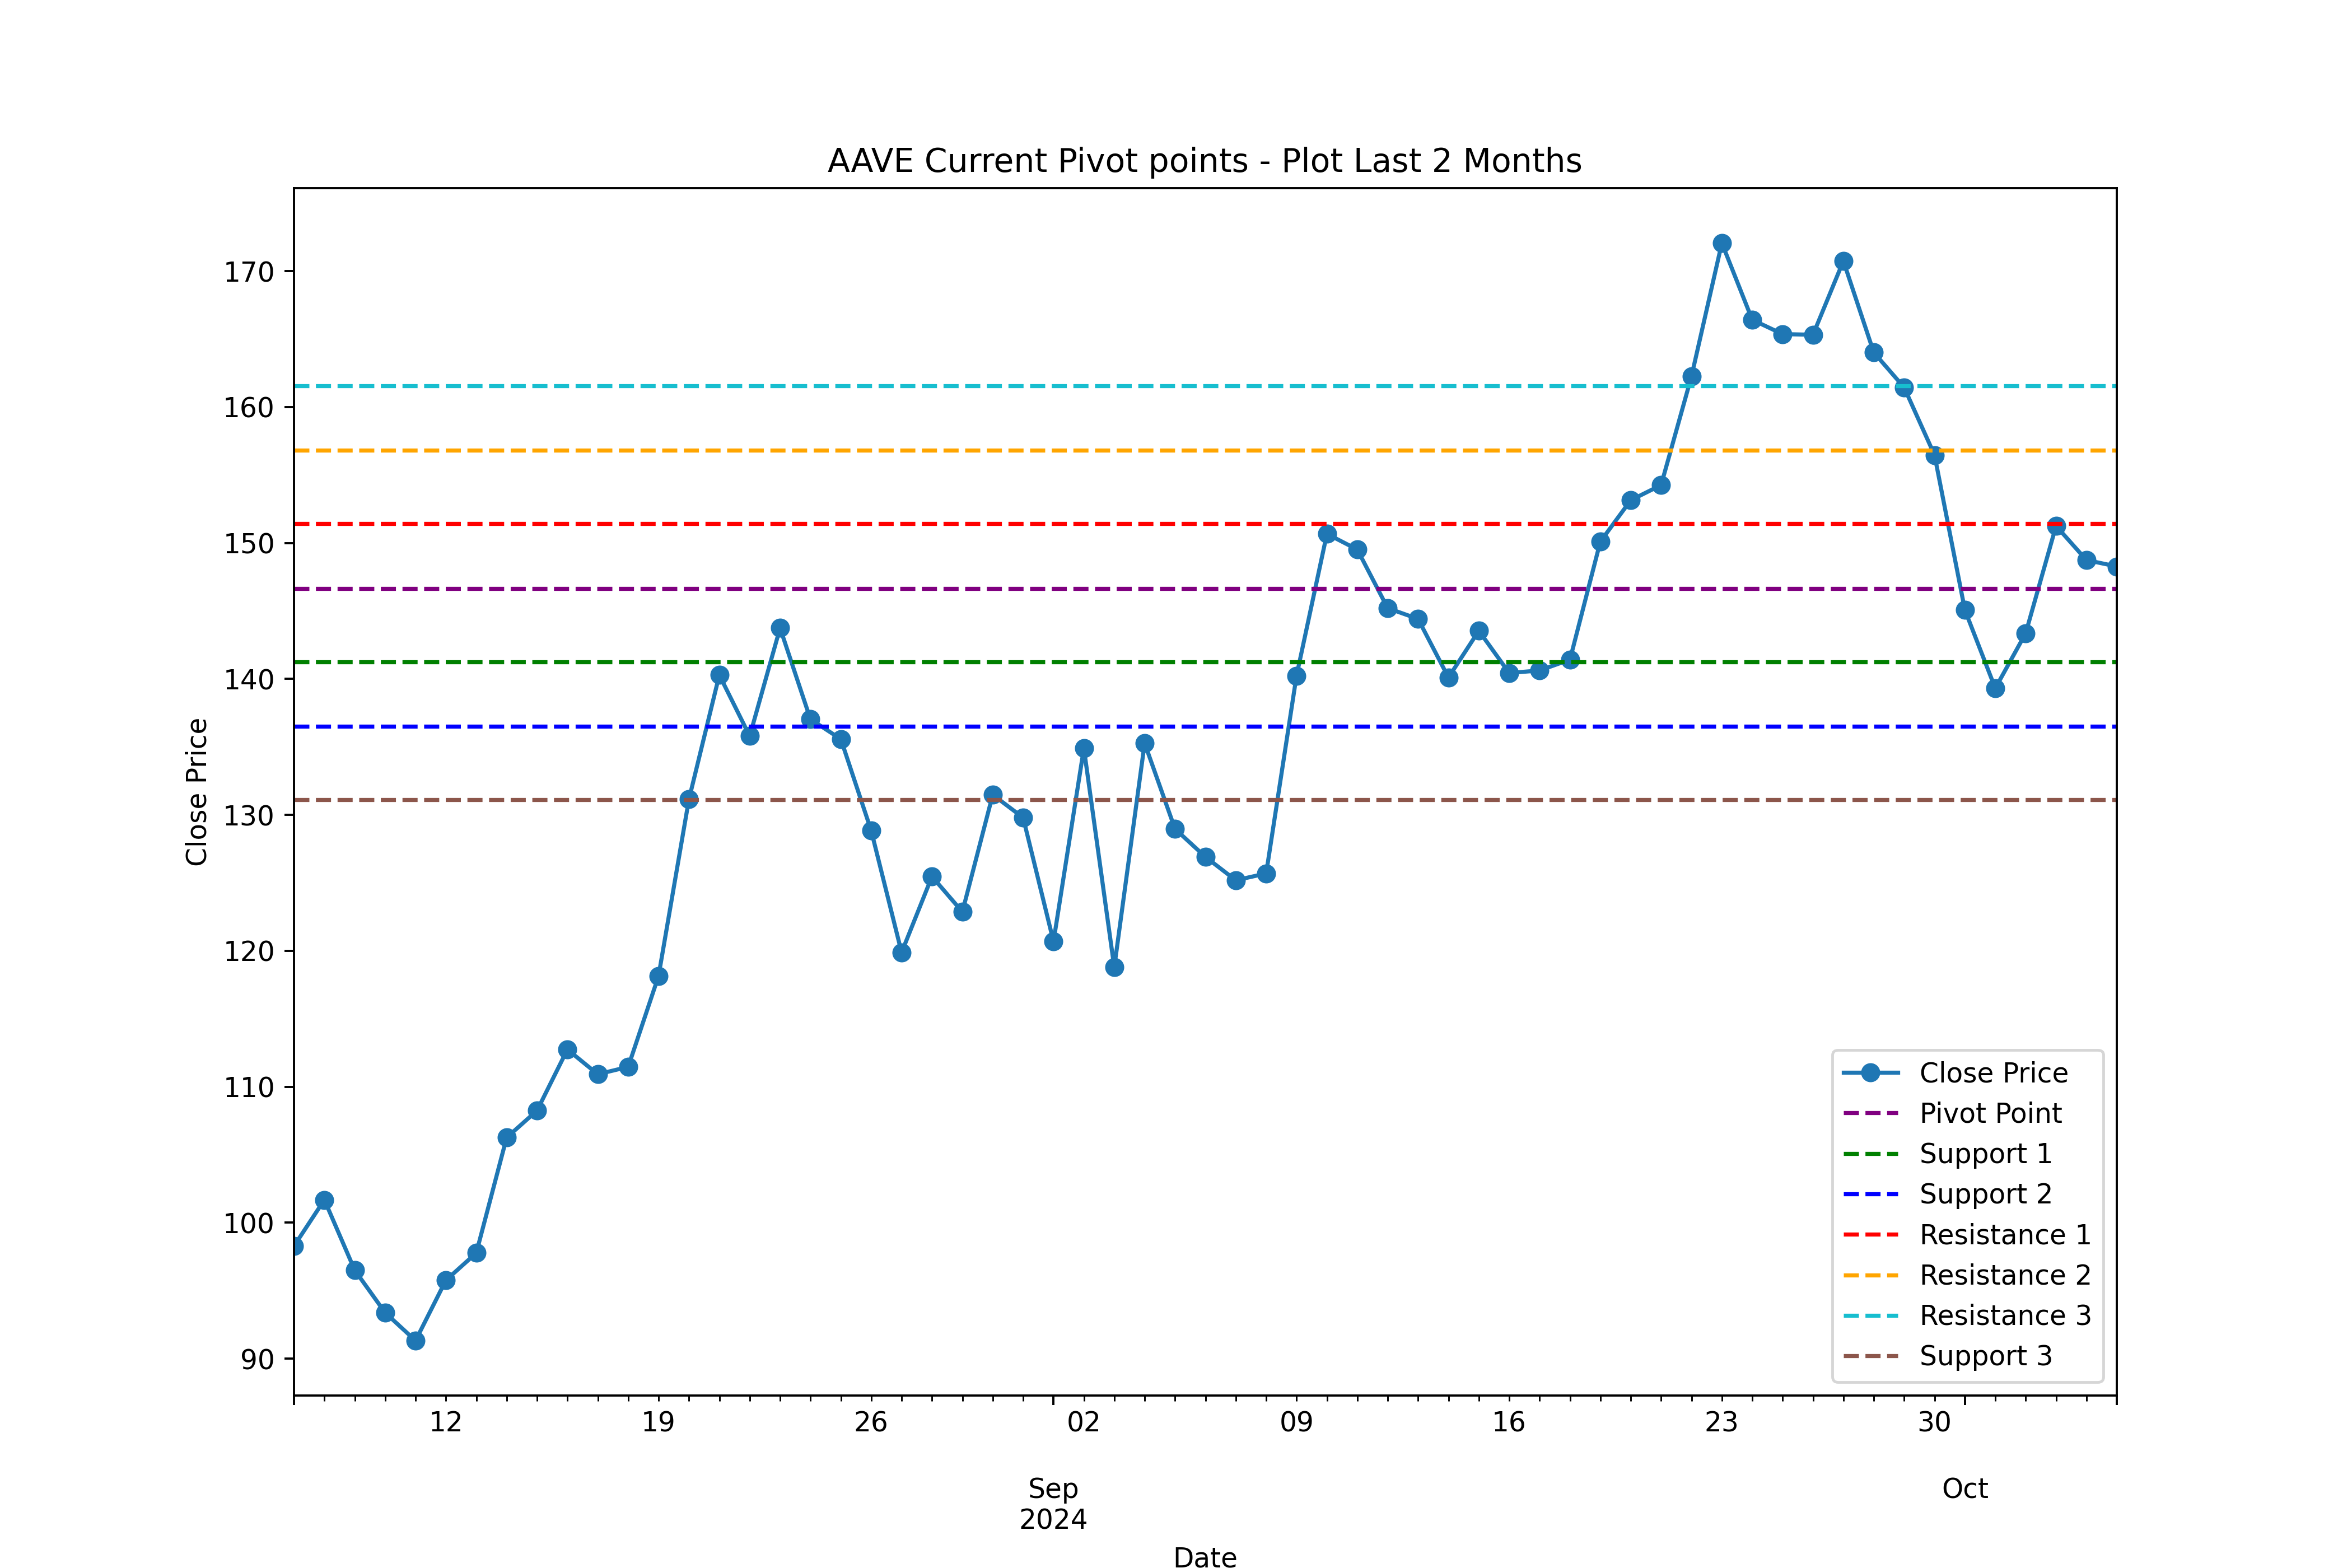 AAVE Current Pivot points - Plot Last 2 Months
170
160
150
140
130
120
110
100
90
Close Price
Close Price
Pivot Point
Support 1
Support 2
Resistance 1
Resistance 2
Resistance 3
Support 3
12 19 26 02 09 16 23 30
Sep Oct
2024
Date